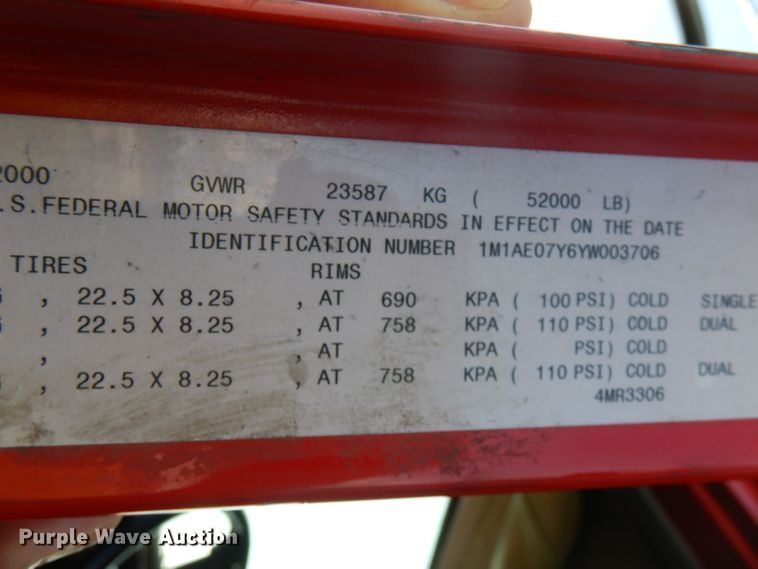 2000 GVWR 23587 KG ( 52000 LB)
.S.FEDERAL MOTOR SAFETY STANDARDS IN EFFECT ON THE DATE
IDENTIFICATION NUMBER 1M1AE07Y6YW003706
TIRES RIMS
G , 22.5 X 8.25 , AT 690 KPA ( 100 PSI) COLD SINGLE
G , 22.5 X 8.25 , AT 758 KPA ( 110 PSI) COLD DUAL
, , AT KPA ( PSI) COLD
G , 22.5 X 8.25 , AT 758 KPA ( 110 PSI) COLD DUAL
4MR3306
Purple Wave Auction